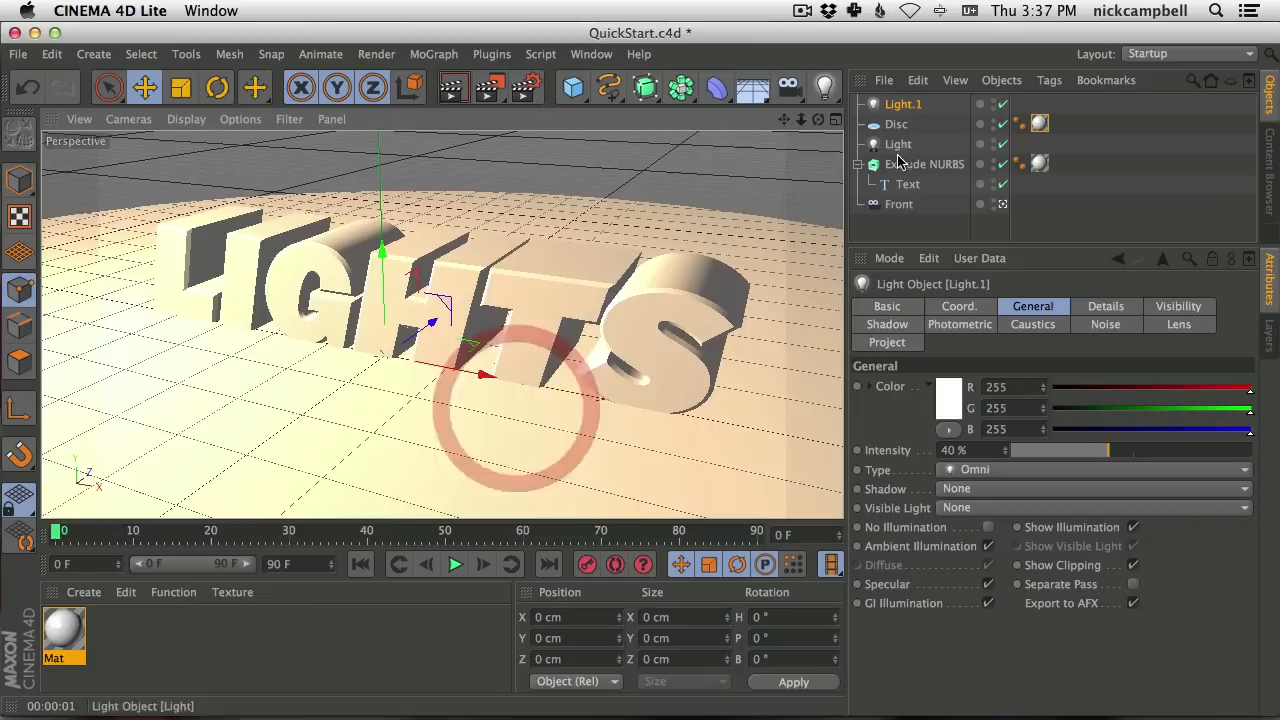 CINEMA 4D Lite Window U+ Thu 3:37 PM nickcampbell
QuickStart.c4d *
File Edit Create Select Tools Mesh Snap Animate Render MoGraph Plugins Script Window Help Layout: Startup
X Y Z
File Edit View Objects Tags Bookmarks
View Cameras Display Options Filter Panel
Perspective
Light.1
Disc
Light
Extrude NURBS
Text
Front
Objects
Content Browser
Attributes
Layers
LIGHTS
Y
Z
X
Mode Edit User Data
Light Object [Light.1]
Basic Coord. General Details Visibility
Shadow Photometric Caustics Noise Lens
Project
General
Color R 255
G 255
B 255
Intensity 40 %
Type Omni
Shadow None
Visible Light None
No Illumination Show Illumination
Ambient Illumination Show Visible Light
Diffuse Show Clipping
Specular Separate Pass
GI Illumination Export to AFX
0 10 20 30 40 50 60 70 80 90 0 F
0 F 0 F 90 F 90 F P
Create Edit Function Texture
Mat
Position Size Rotation
X 0 cm X 0 cm H 0 °
Y 0 cm Y 0 cm P 0 °
Z 0 cm Z 0 cm B 0 °
Object (Rel) Size Apply
MAXON
CINEMA 4D
00:00:01 Light Object [Light]